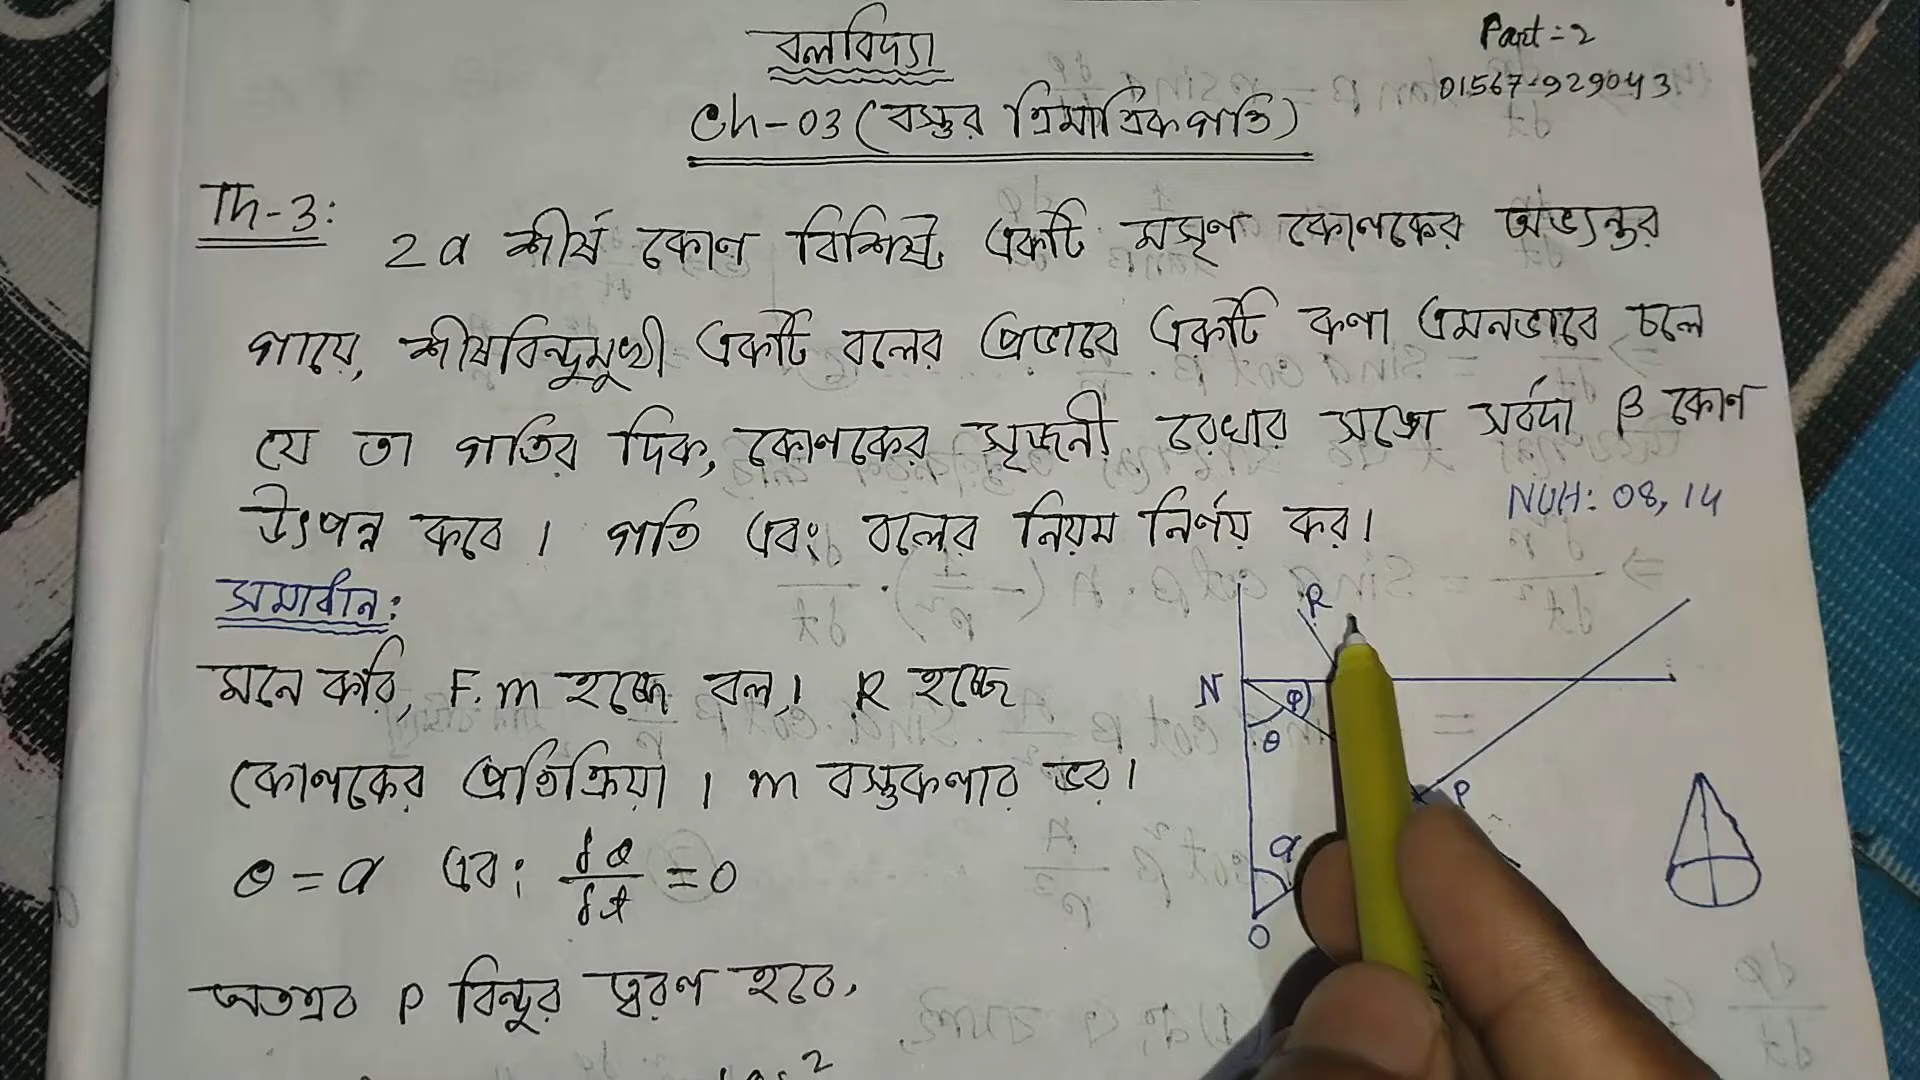 বলবিদ্যা
Part = 2
01567-929043
Ch-03 (বস্তুর ত্রিমাত্রিক গতি)
Th-3:
2α শীর্ষ কোণ বিশিষ্ট একটি মসৃণ কোণকের অভ্যন্তর
গায়ে, শীর্ষবিন্দুমুখী একটি বলের প্রভাবে একটি কণা এমনভাবে চলে
যে তা গতির দিক, কোণকের সৃজনী রেখার সঙ্গে সর্বদা β কোণ
উৎপন্ন করে । গতি এবং বলের নিয়ম নির্ণয় কর।
NUH: 08, 14
সমাধান:
মনে করি, F.m হচ্ছে বল। R হচ্ছে
কোণকের প্রতিক্রিয়া । m বস্তুকণার ভর।
θ = α এবং dθ/dt = 0
অতএব P বিন্দুর ত্বরণ হবে,
R
N
φ
θ
P
α
O